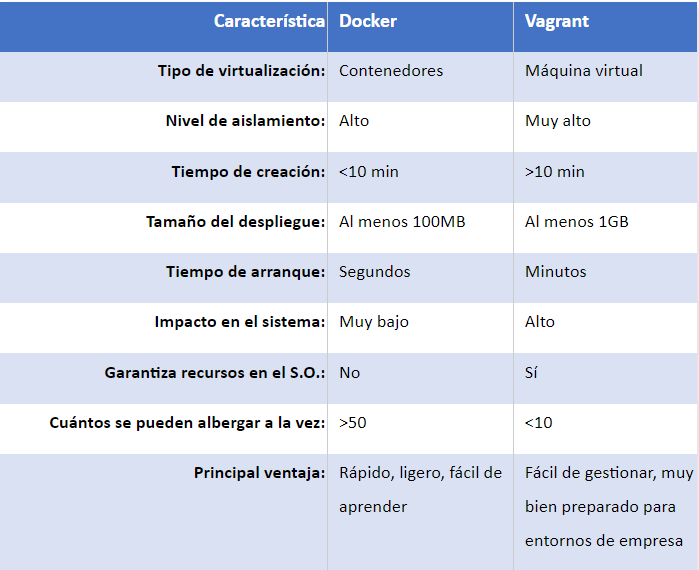 Característica Docker Vagrant
Tipo de virtualización: Contenedores Máquina virtual
Nivel de aislamiento: Alto Muy alto
Tiempo de creación: <10 min >10 min
Tamaño del despliegue: Al menos 100MB Al menos 1GB
Tiempo de arranque: Segundos Minutos
Impacto en el sistema: Muy bajo Alto
Garantiza recursos en el S.O.: No Sí
Cuántos se pueden albergar a la vez: >50 <10
Principal ventaja: Rápido, ligero, fácil de Fácil de gestionar, muy
aprender bien preparado para
entornos de empresa